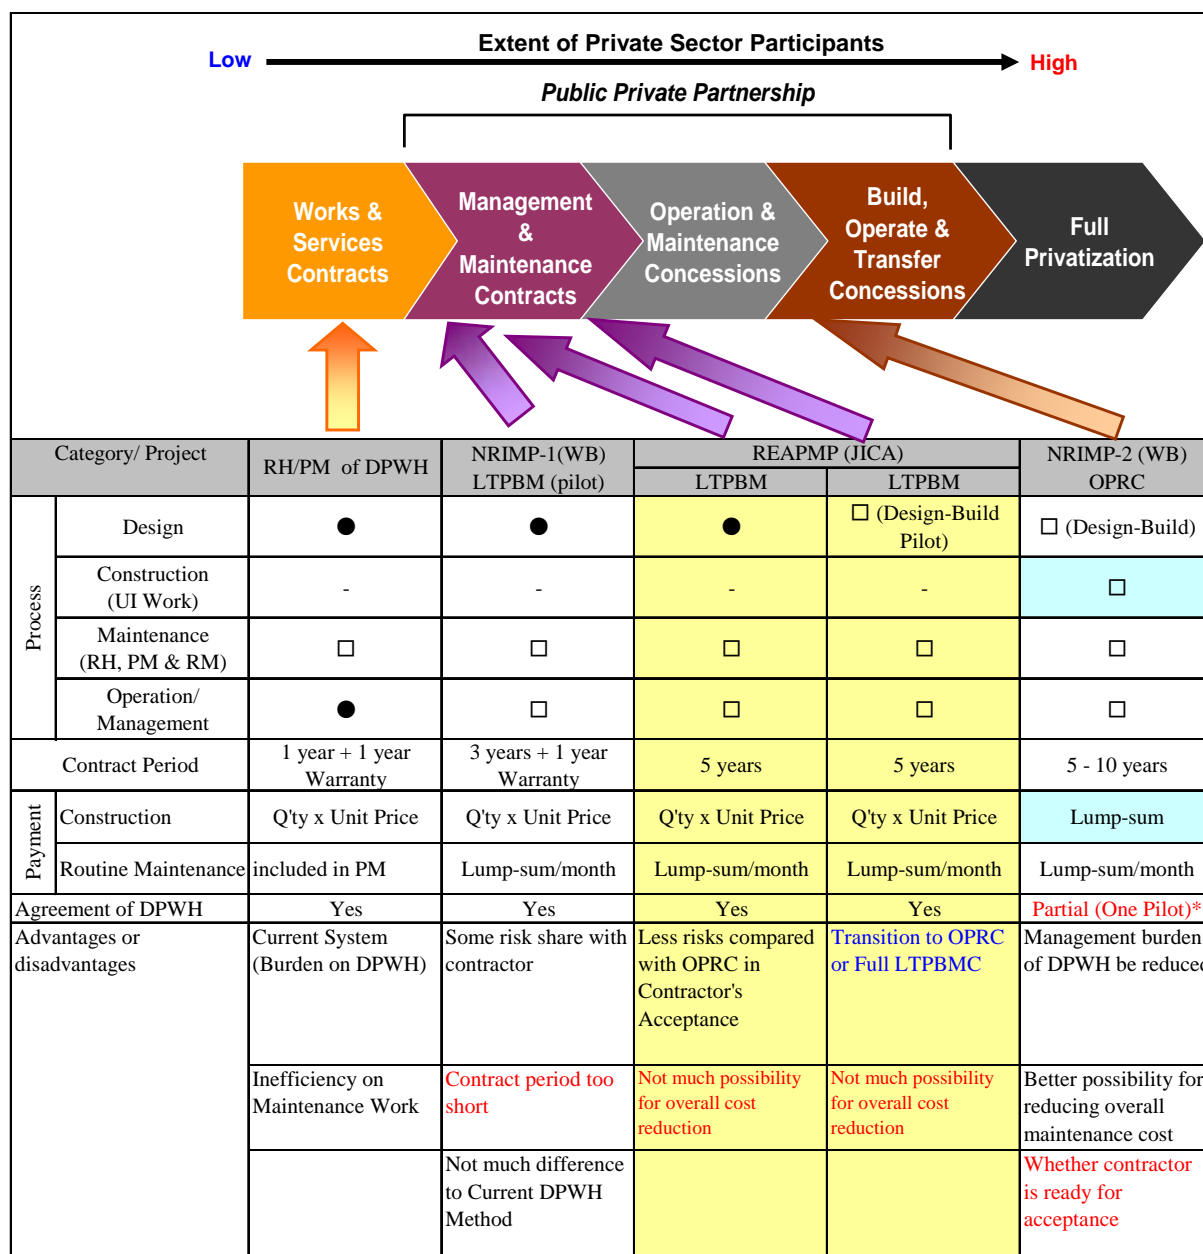 Extent of Private Sector Participants
Low
High
Public Private Partnership
Works &
Services
Contracts
Management
&
Maintenance
Contracts
Operation &
Maintenance
Concessions
Build,
Operate &
Transfer
Concessions
Full
Privatization
Category/ Project
RH/PM of DPWH
NRIMP-1(WB)
LTPBM (pilot)
REAPMP (JICA)
LTPBM
LTPBM
NRIMP-2 (WB)
OPRC
Process
Design
●
●
●
□ (Design-Build
Pilot)
□ (Design-Build)
Construction
(UI Work)
-
-
-
-
□
Maintenance
(RH, PM & RM)
□
□
□
□
□
Operation/
Management
●
□
□
□
□
Contract Period
1 year + 1 year
Warranty
3 years + 1 year
Warranty
5 years
5 years
5 - 10 years
Payment
Construction
Q'ty x Unit Price
Q'ty x Unit Price
Q'ty x Unit Price
Q'ty x Unit Price
Lump-sum
Routine Maintenance
included in PM
Lump-sum/month
Lump-sum/month
Lump-sum/month
Lump-sum/month
Agreement of DPWH
Yes
Yes
Yes
Yes
Partial (One Pilot)*
Advantages or
disadvantages
Current System
(Burden on DPWH)
Some risk share with
contractor
Less risks compared
with OPRC in
Contractor's
Acceptance
Transition to OPRC
or Full LTPBMC
Management burden
of DPWH be reduced
Inefficiency on
Maintenance Work
Contract period too
short
Not much possibility
for overall cost
reduction
Not much possibility
for overall cost
reduction
Better possibility for
reducing overall
maintenance cost
Not much difference
to Current DPWH
Method
Whether contractor
is ready for
acceptance